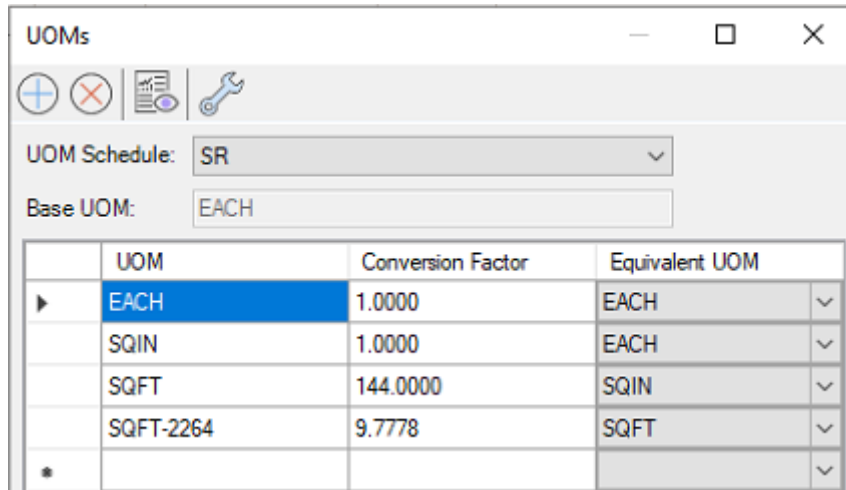 UOMs
UOM Schedule: SR
Base UOM: EACH
UOM Conversion Factor Equivalent UOM
EACH 1.0000 EACH
SQIN 1.0000 EACH
SQFT 144.0000 SQIN
SQFT-2264 9.7778 SQFT